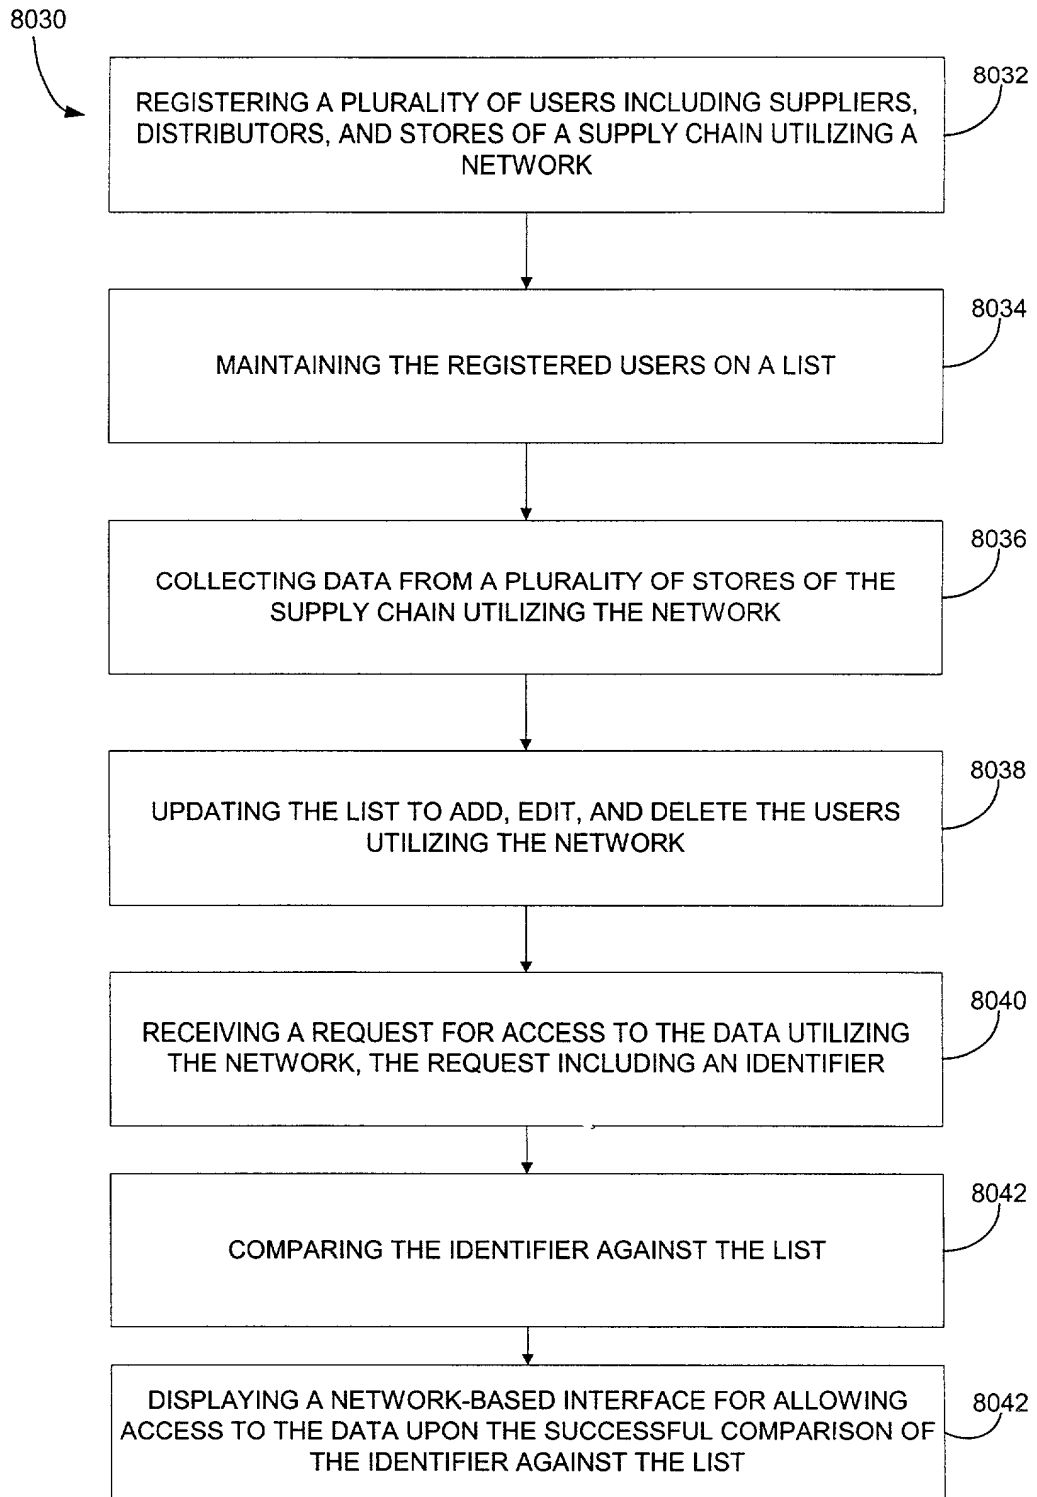 8030
8032
REGISTERING A PLURALITY OF USERS INCLUDING SUPPLIERS,
DISTRIBUTORS, AND STORES OF A SUPPLY CHAIN UTILIZING A
NETWORK
8034
MAINTAINING THE REGISTERED USERS ON A LIST
8036
COLLECTING DATA FROM A PLURALITY OF STORES OF THE
SUPPLY CHAIN UTILIZING THE NETWORK
8038
UPDATING THE LIST TO ADD, EDIT, AND DELETE THE USERS
UTILIZING THE NETWORK
8040
RECEIVING A REQUEST FOR ACCESS TO THE DATA UTILIZING
THE NETWORK, THE REQUEST INCLUDING AN IDENTIFIER
8042
COMPARING THE IDENTIFIER AGAINST THE LIST
8042
DISPLAYING A NETWORK-BASED INTERFACE FOR ALLOWING
ACCESS TO THE DATA UPON THE SUCCESSFUL COMPARISON OF
THE IDENTIFIER AGAINST THE LIST